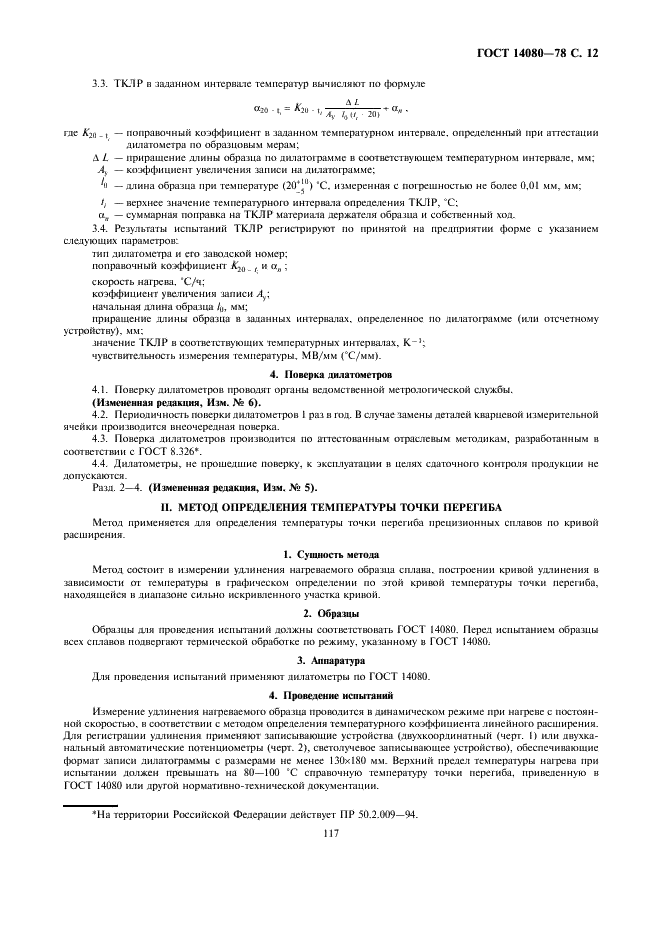 ГОСТ 14080—78 С. 12
3.3. ТКЛР в заданном интервале температур вычисляют по формуле
α20 - ti = K20 - ti Δ L / Ay · l0 (ti · 20) + αn ,
где K20 – ti — поправочный коэффициент в заданном температурном интервале, определенный при аттестации
дилатометра по образцовым мерам;
Δ L — приращение длины образца по дилатограмме в соответствующем температурном интервале, мм;
Ay — коэффициент увеличения записи на дилатограмме;
l0 — длина образца при температуре (20+10−5) °С, измеренная с погрешностью не более 0,01 мм, мм;
ti — верхнее значение температурного интервала определения ТКЛР, °С;
αn — суммарная поправка на ТКЛР материала держателя образца и собственный ход.
3.4. Результаты испытаний ТКЛР регистрируют по принятой на предприятии форме с указанием
следующих параметров:
тип дилатометра и его заводской номер;
поправочный коэффициент K20 – ti и αn ;
скорость нагрева, °С/ч;
коэффициент увеличения записи Ay;
начальная длина образца l0, мм;
приращение длины образца в заданных интервалах, определенное по дилатограмме (или отсчетному
устройству), мм;
значение ТКЛР в соответствующих температурных интервалах, К−1;
чувствительность измерения температуры, МВ/мм (°С/мм).
4. Поверка дилатометров
4.1. Поверку дилатометров проводят органы ведомственной метрологической службы.
(Измененная редакция, Изм. № 6).
4.2. Периодичность поверки дилатометров 1 раз в год. В случае замены деталей кварцевой измерительной
ячейки производится внеочередная поверка.
4.3. Поверка дилатометров производится по аттестованным отраслевым методикам, разработанным в
соответствии с ГОСТ 8.326*.
4.4. Дилатометры, не прошедшие поверку, к эксплуатации в целях сдаточного контроля продукции не
допускаются.
Разд. 2—4. (Измененная редакция, Изм. № 5).
II. МЕТОД ОПРЕДЕЛЕНИЯ ТЕМПЕРАТУРЫ ТОЧКИ ПЕРЕГИБА
Метод применяется для определения температуры точки перегиба прецизионных сплавов по кривой
расширения.
1. Сущность метода
Метод состоит в измерении удлинения нагреваемого образца сплава, построении кривой удлинения в
зависимости от температуры в графическом определении по этой кривой температуры точки перегиба,
находящейся в диапазоне сильно искривленного участка кривой.
2. Образцы
Образцы для проведения испытаний должны соответствовать ГОСТ 14080. Перед испытанием образцы
всех сплавов подвергают термической обработке по режиму, указанному в ГОСТ 14080.
3. Аппаратура
Для проведения испытаний применяют дилатометры по ГОСТ 14080.
4. Проведение испытаний
Измерение удлинения нагреваемого образца проводится в динамическом режиме при нагреве с постоян-
ной скоростью, в соответствии с методом определения температурного коэффициента линейного расширения.
Для регистрации удлинения применяют записывающие устройства (двухкоординатный (черт. 1) или двухка-
нальный автоматические потенциометры (черт. 2), светолучевое записывающее устройство), обеспечивающие
формат записи дилатограммы с размерами не менее 130×180 мм. Верхний предел температуры нагрева при
испытании должен превышать на 80—100 °С справочную температуру точки перегиба, приведенную в
ГОСТ 14080 или другой нормативно-технической документации.
*На территории Российской Федерации действует ПР 50.2.009—94.
117